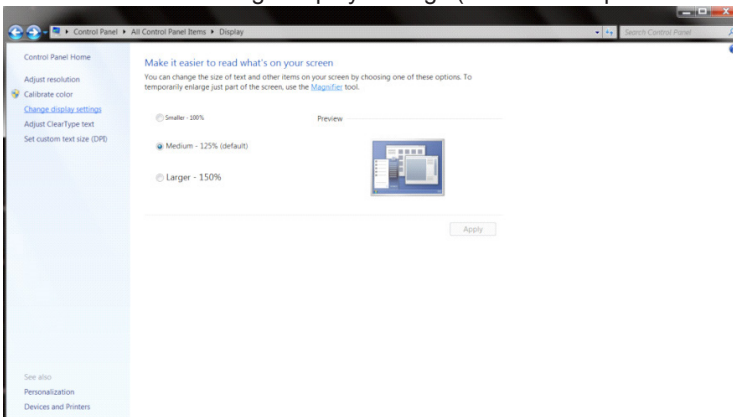 Control Panel ▸ All Control Panel Items ▸ Display
Search Control Panel
Control Panel Home
Adjust resolution
Calibrate color
Change display settings
Adjust ClearType text
Set custom text size (DPI)
See also
Personalization
Devices and Printers
Make it easier to read what's on your screen
You can change the size of text and other items on your screen by choosing one of these options. To
temporarily enlarge just part of the screen, use the Magnifier tool.
Smaller - 100%
Preview
Medium - 125% (default)
Larger - 150%
Apply